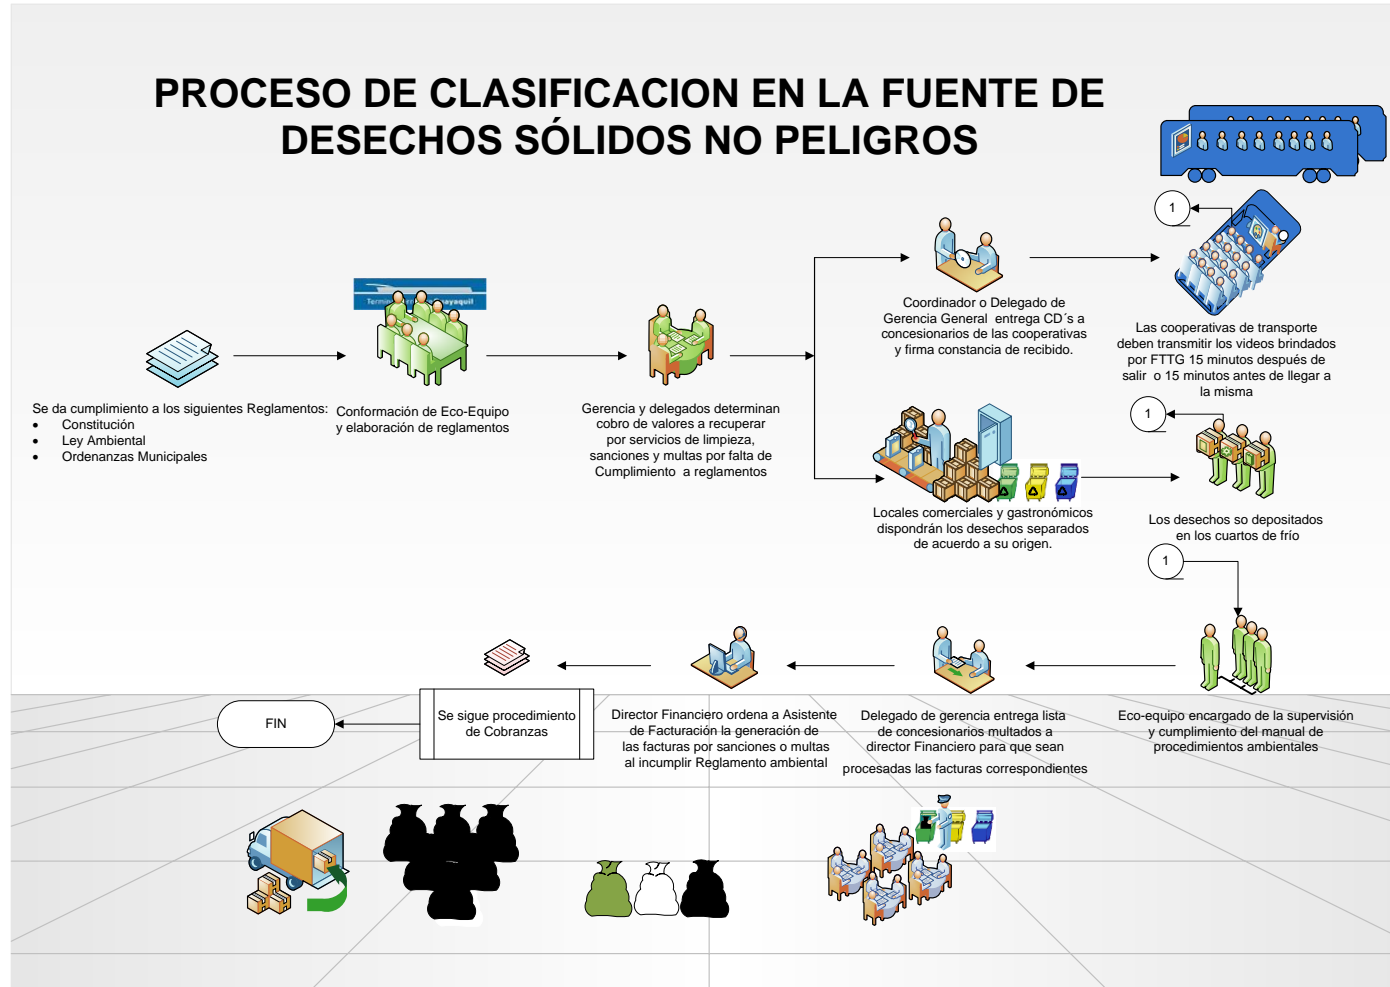 PROCESO DE CLASIFICACION EN LA FUENTE DE
DESECHOS SÓLIDOS NO PELIGROS
1
Coordinador o Delegado de
Gerencia General entrega CD´s a
concesionarios de las cooperativas
y firma constancia de recibido.
Las cooperativas de transporte
deben transmitir los videos brindados
por FTTG 15 minutos después de
salir o 15 minutos antes de llegar a
la misma
Se da cumplimiento a los siguientes Reglamentos:
• Constitución
• Ley Ambiental
• Ordenanzas Municipales
Conformación de Eco-Equipo
y elaboración de reglamentos
Gerencia y delegados determinan
cobro de valores a recuperar
por servicios de limpieza,
sanciones y multas por falta de
Cumplimiento a reglamentos
1
Locales comerciales y gastronómicos
dispondrán los desechos separados
de acuerdo a su origen.
Los desechos so depositados
en los cuartos de frío
1
Eco-equipo encargado de la supervisión
y cumplimiento del manual de
procedimientos ambientales
Delegado de gerencia entrega lista
de concesionarios multados a
director Financiero para que sean
procesadas las facturas correspondientes
Director Financiero ordena a Asistente
de Facturación la generación de
las facturas por sanciones o multas
al incumplir Reglamento ambiental
Se sigue procedimiento
de Cobranzas
FIN